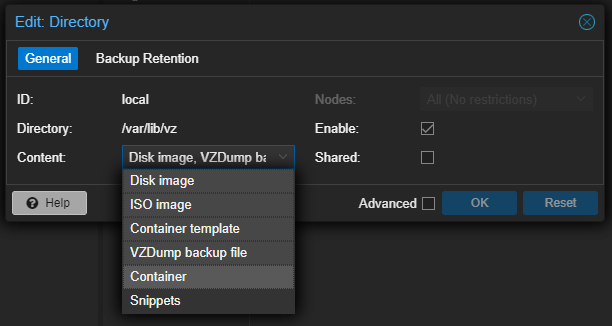 Edit: Directory
General Backup Retention
ID: local Nodes: All (No restrictions)
Directory: /var/lib/vz Enable:
Content: Disk image, VZDump ba Shared:
Disk image
ISO image
Help Advanced OK Reset
Container template
VZDump backup file
Container
Snippets